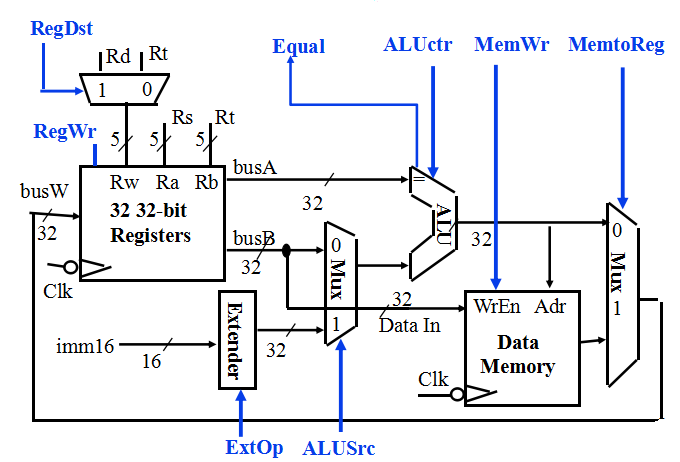 RegDst
Rd Rt
Equal
ALUctr MemWr MemtoReg
1 0
RegWr
5 5 Rs 5 Rt
busW
32
Rw Ra Rb
32 32-bit
Registers
Clk
busA
32
busB
32
=
ALU
32
0
Mux
1
0
Mux
1
32
Data In
WrEn Adr
Data
Memory
Clk
imm16
16
Extender
32
ExtOp ALUSrc